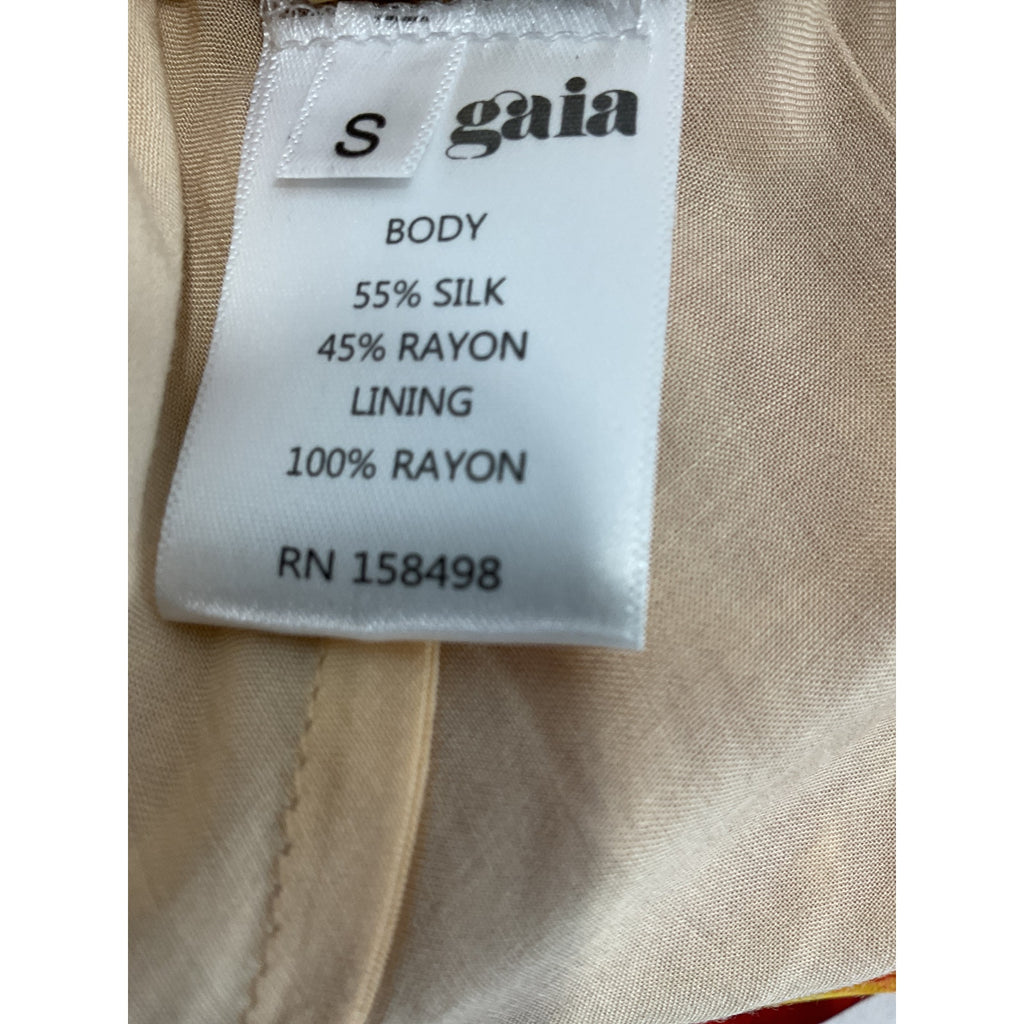 S
gaia
BODY
55% SILK
45% RAYON
LINING
100% RAYON
RN 158498